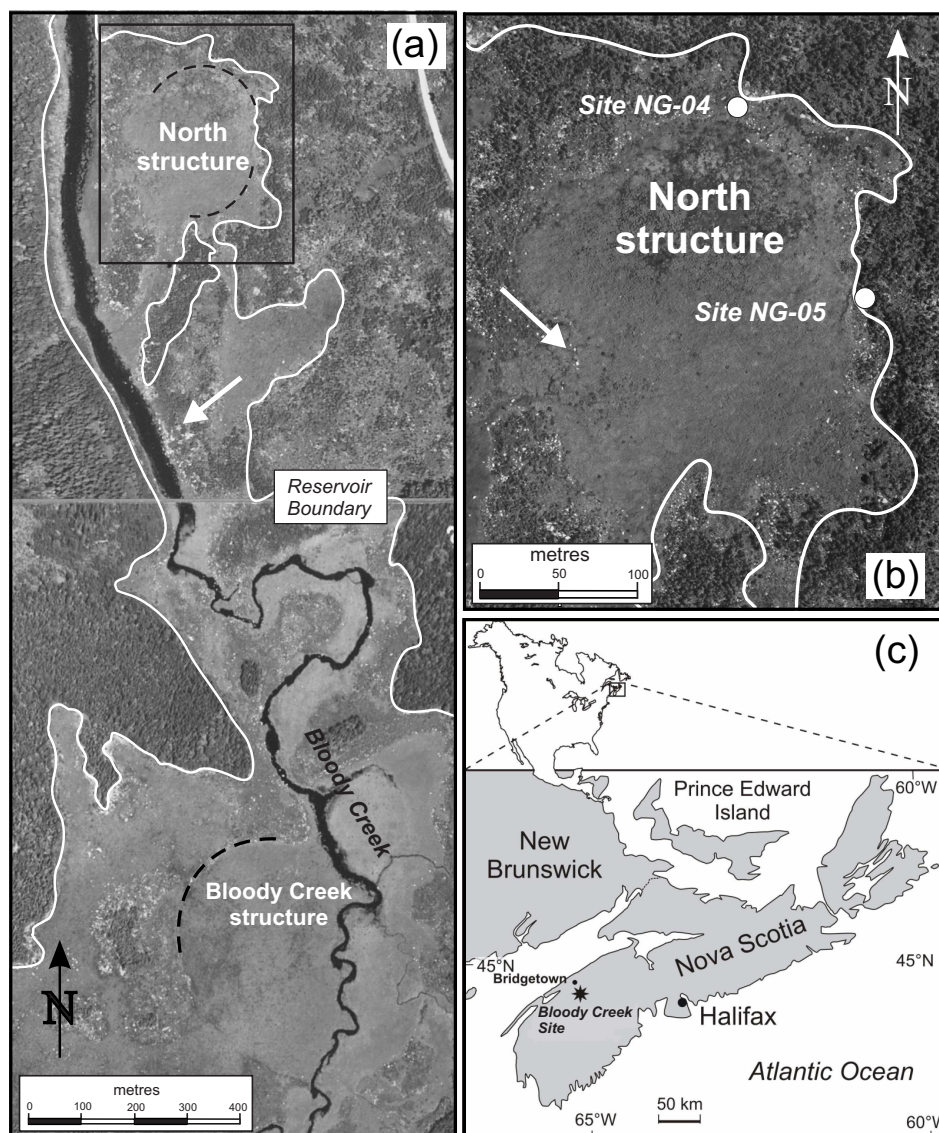 (a)
North
structure
Reservoir
Boundary
Bloody Creek
Bloody Creek
structure
N
metres
0 100 200 300 400
(b)
N
Site NG-04
North
structure
Site NG-05
metres
0 50 100
(c)
60°W
Prince Edward
Island
New
Brunswick
Nova Scotia
45°N
45°N
Bridgetown
Bloody Creek
Site
Halifax
Atlantic Ocean
65°W
50 km
60°W